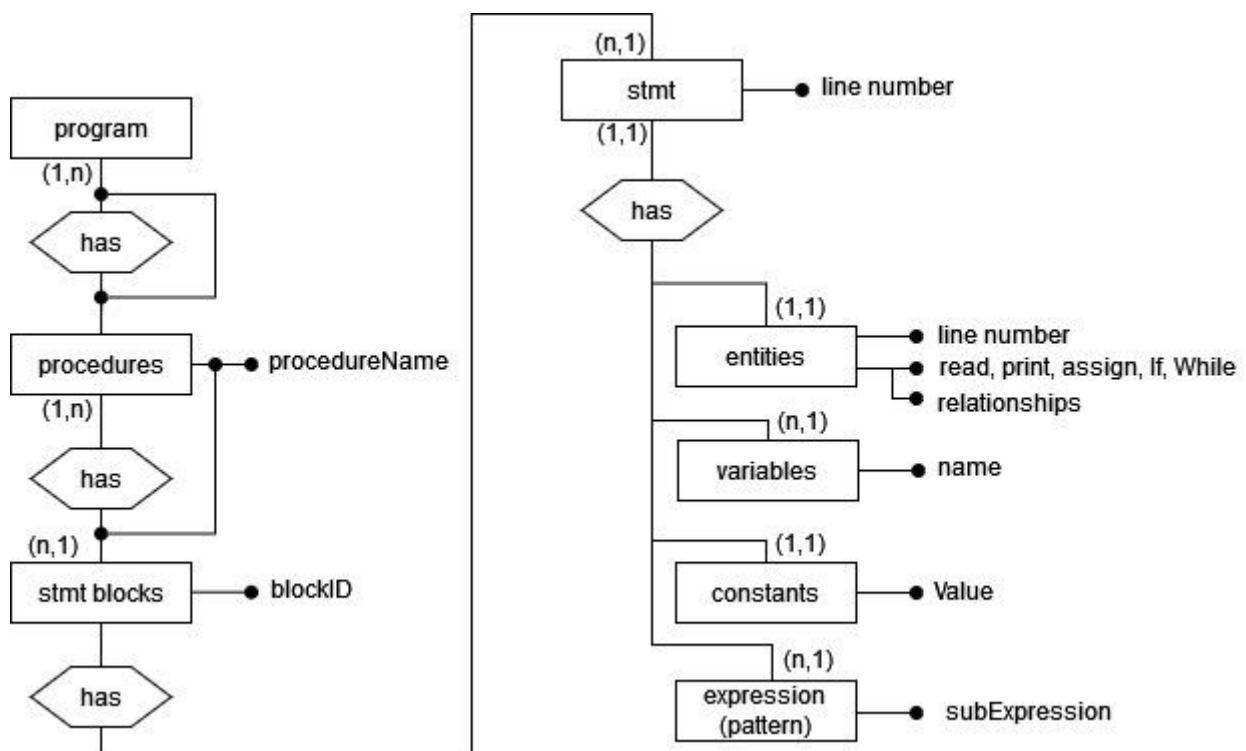 program
(1,n)
has
procedures
procedureName
(1,n)
has
(n,1)
stmt blocks
blockID
has
(n,1)
stmt
line number
(1,1)
has
(1,1)
entities
line number
read, print, assign, If, While
relationships
(n,1)
variables
name
(1,1)
constants
Value
(n,1)
expression
(pattern)
subExpression